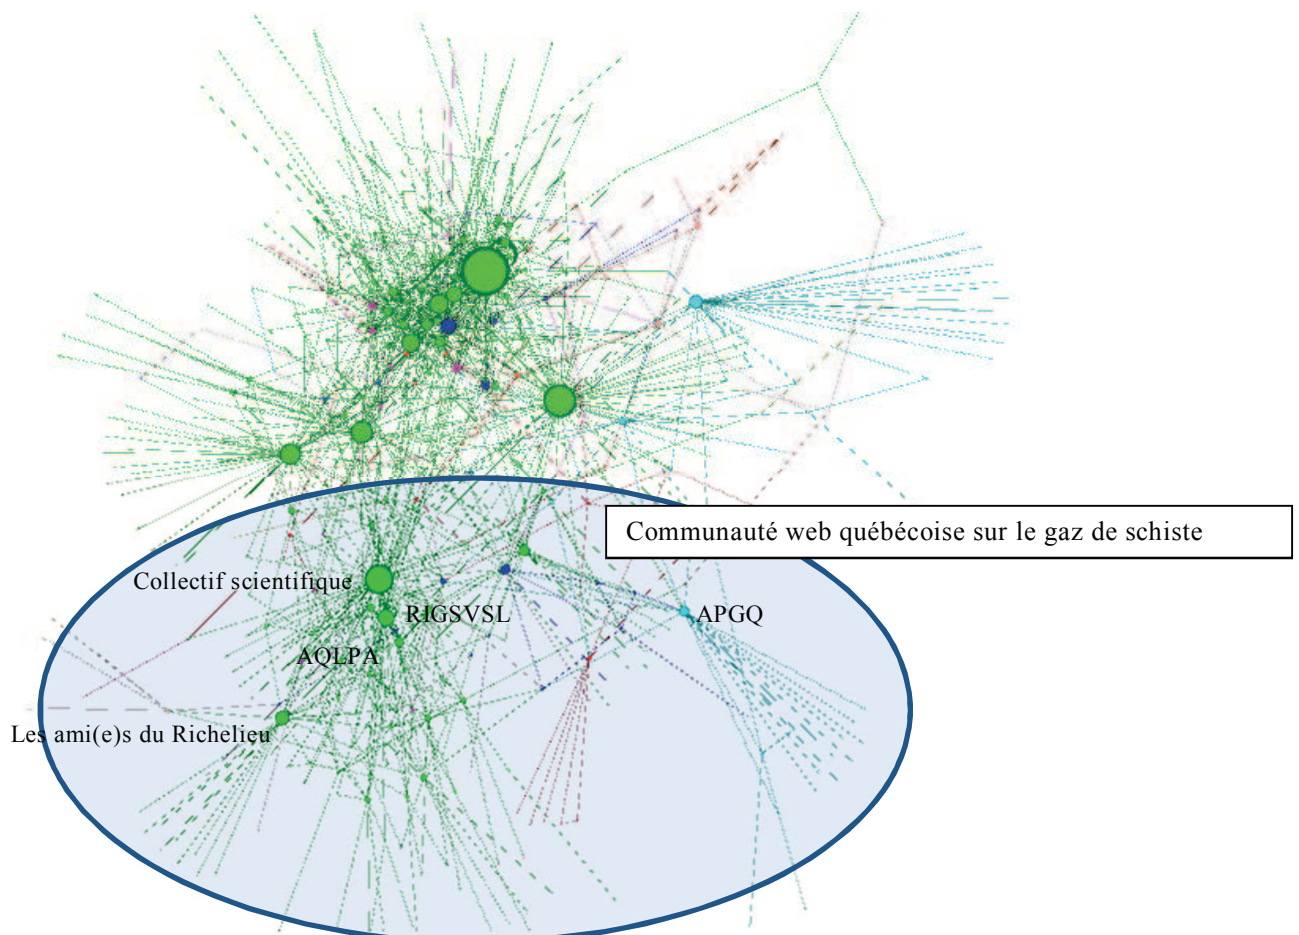 Communauté web québécoise sur le gaz de schiste
Collectif scientifique
RIGSVSL
APGQ
AQLPA
Les ami(e)s du Richelieu